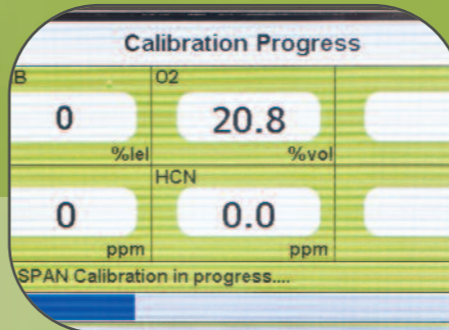 Calibration Progress
B O2
0 20.8
%lel %vol
HCN
0 0.0
ppm ppm
SPAN Calibration in progress....